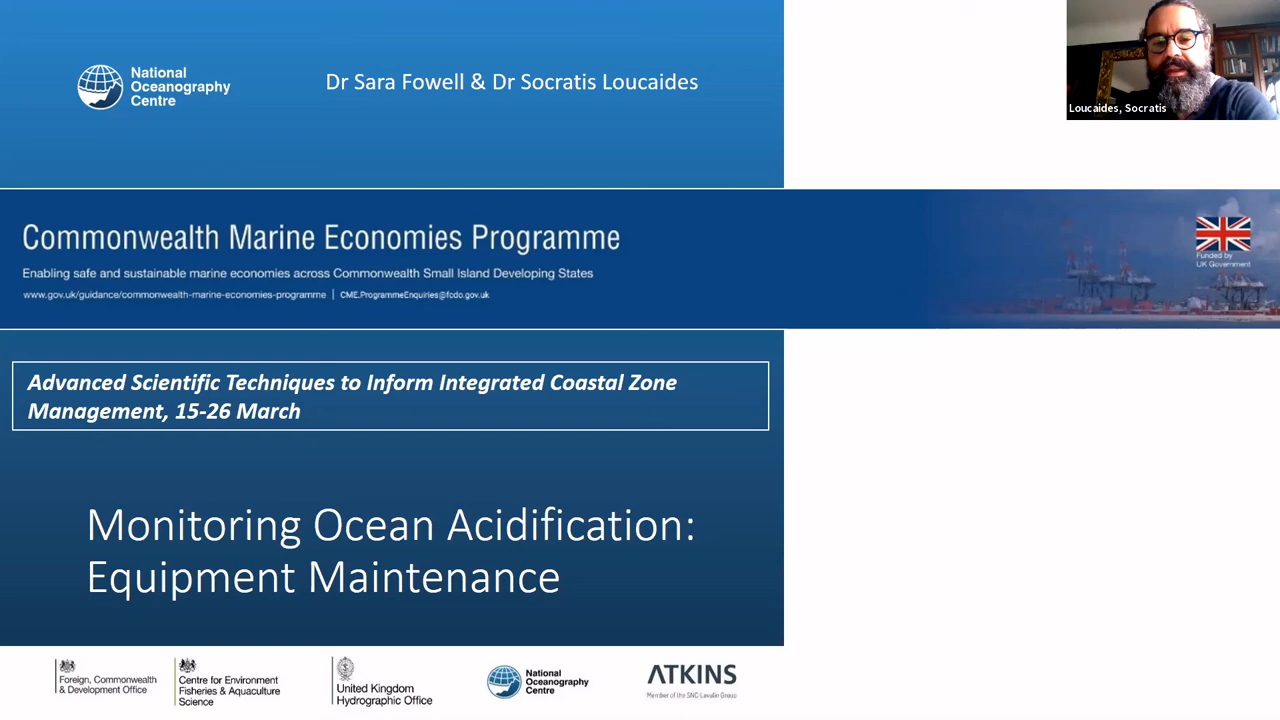 National
Oceanography
Centre
Dr Sara Fowell & Dr Socratis Loucaides
Loucaides, Socratis
Commonwealth Marine Economies Programme
Enabling safe and sustainable marine economies across Commonwealth Small Island Developing States
www.gov.uk/guidance/commonwealth-marine-economies-programme | CME.ProgrammeEnquiries@fcdo.gov.uk
Funded by
UK Government
Advanced Scientific Techniques to Inform Integrated Coastal Zone
Management, 15-26 March
Monitoring Ocean Acidification:
Equipment Maintenance
Foreign, Commonwealth
& Development Office
Centre for Environment
Fisheries & Aquaculture
Science
United Kingdom
Hydrographic Office
National
Oceanography
Centre
ATKINS
Member of the SNC-Lavalin Group